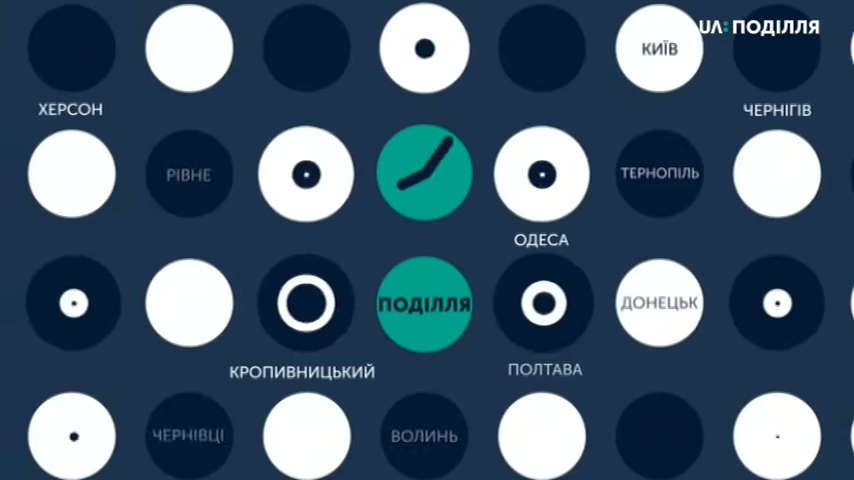 UA: ПОДІЛЛЯ
КИЇВ
ХЕРСОН
ЧЕРНІГІВ
РІВНЕ
ТЕРНОПІЛЬ
ОДЕСА
ПОДІЛЛЯ
ДОНЕЦЬК
КРОПИВНИЦЬКИЙ
ПОЛТАВА
ЧЕРНІВЦІ
ВОЛИНЬ